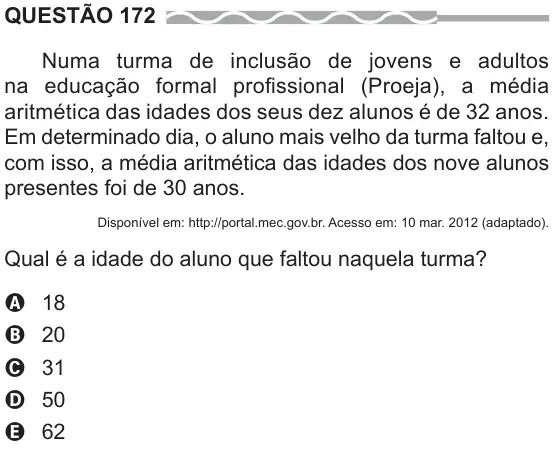 QUESTÃO 172
Numa turma de inclusão de jovens e adultos
na educação formal profissional (Proeja), a média
aritmética das idades dos seus dez alunos é de 32 anos.
Em determinado dia, o aluno mais velho da turma faltou e,
com isso, a média aritmética das idades dos nove alunos
presentes foi de 30 anos.
Disponível em: http://portal.mec.gov.br. Acesso em: 10 mar. 2012 (adaptado).
Qual é a idade do aluno que faltou naquela turma?
A 18
B 20
C 31
D 50
E 62